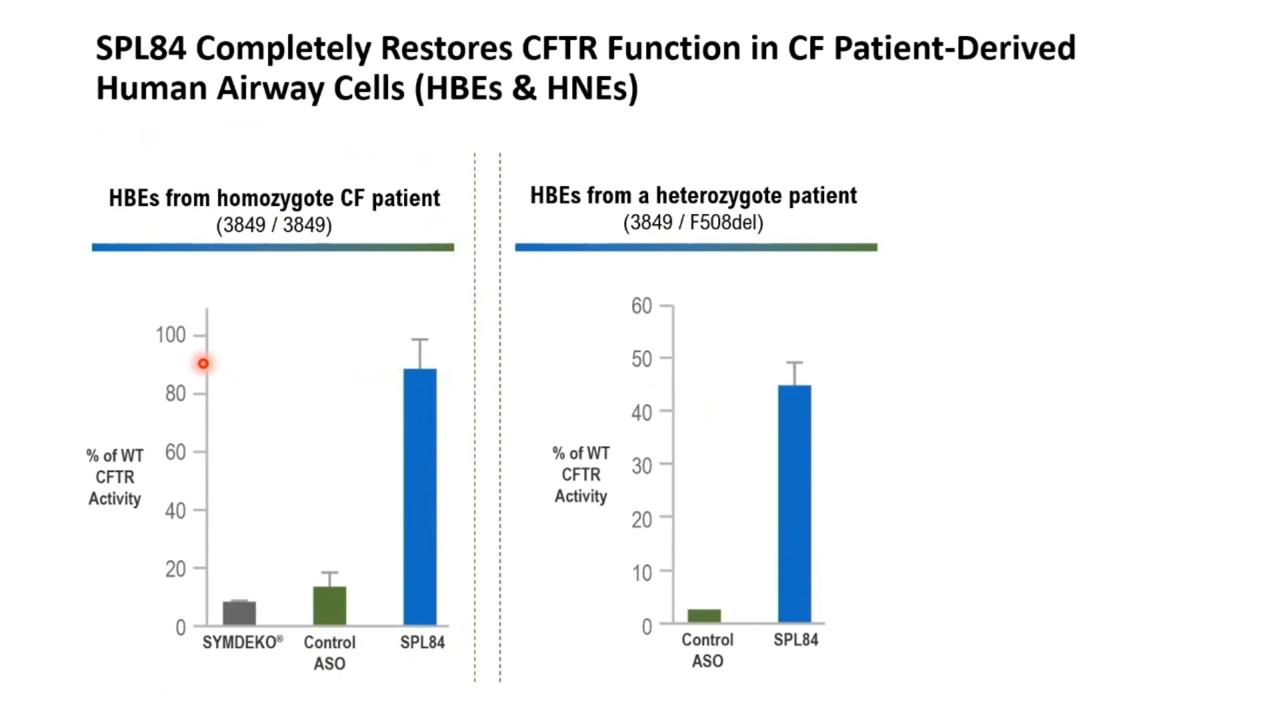 SPL84 Completely Restores CFTR Function in CF Patient-Derived
Human Airway Cells (HBEs & HNEs)
HBEs from homozygote CF patient
(3849 / 3849)
100
80
60
40
20
0
% of WT
CFTR
Activity
SYMDEKO®
Control
ASO
SPL84
HBEs from a heterozygote patient
(3849 / F508del)
60
50
40
30
20
10
0
% of WT
CFTR
Activity
Control
ASO
SPL84